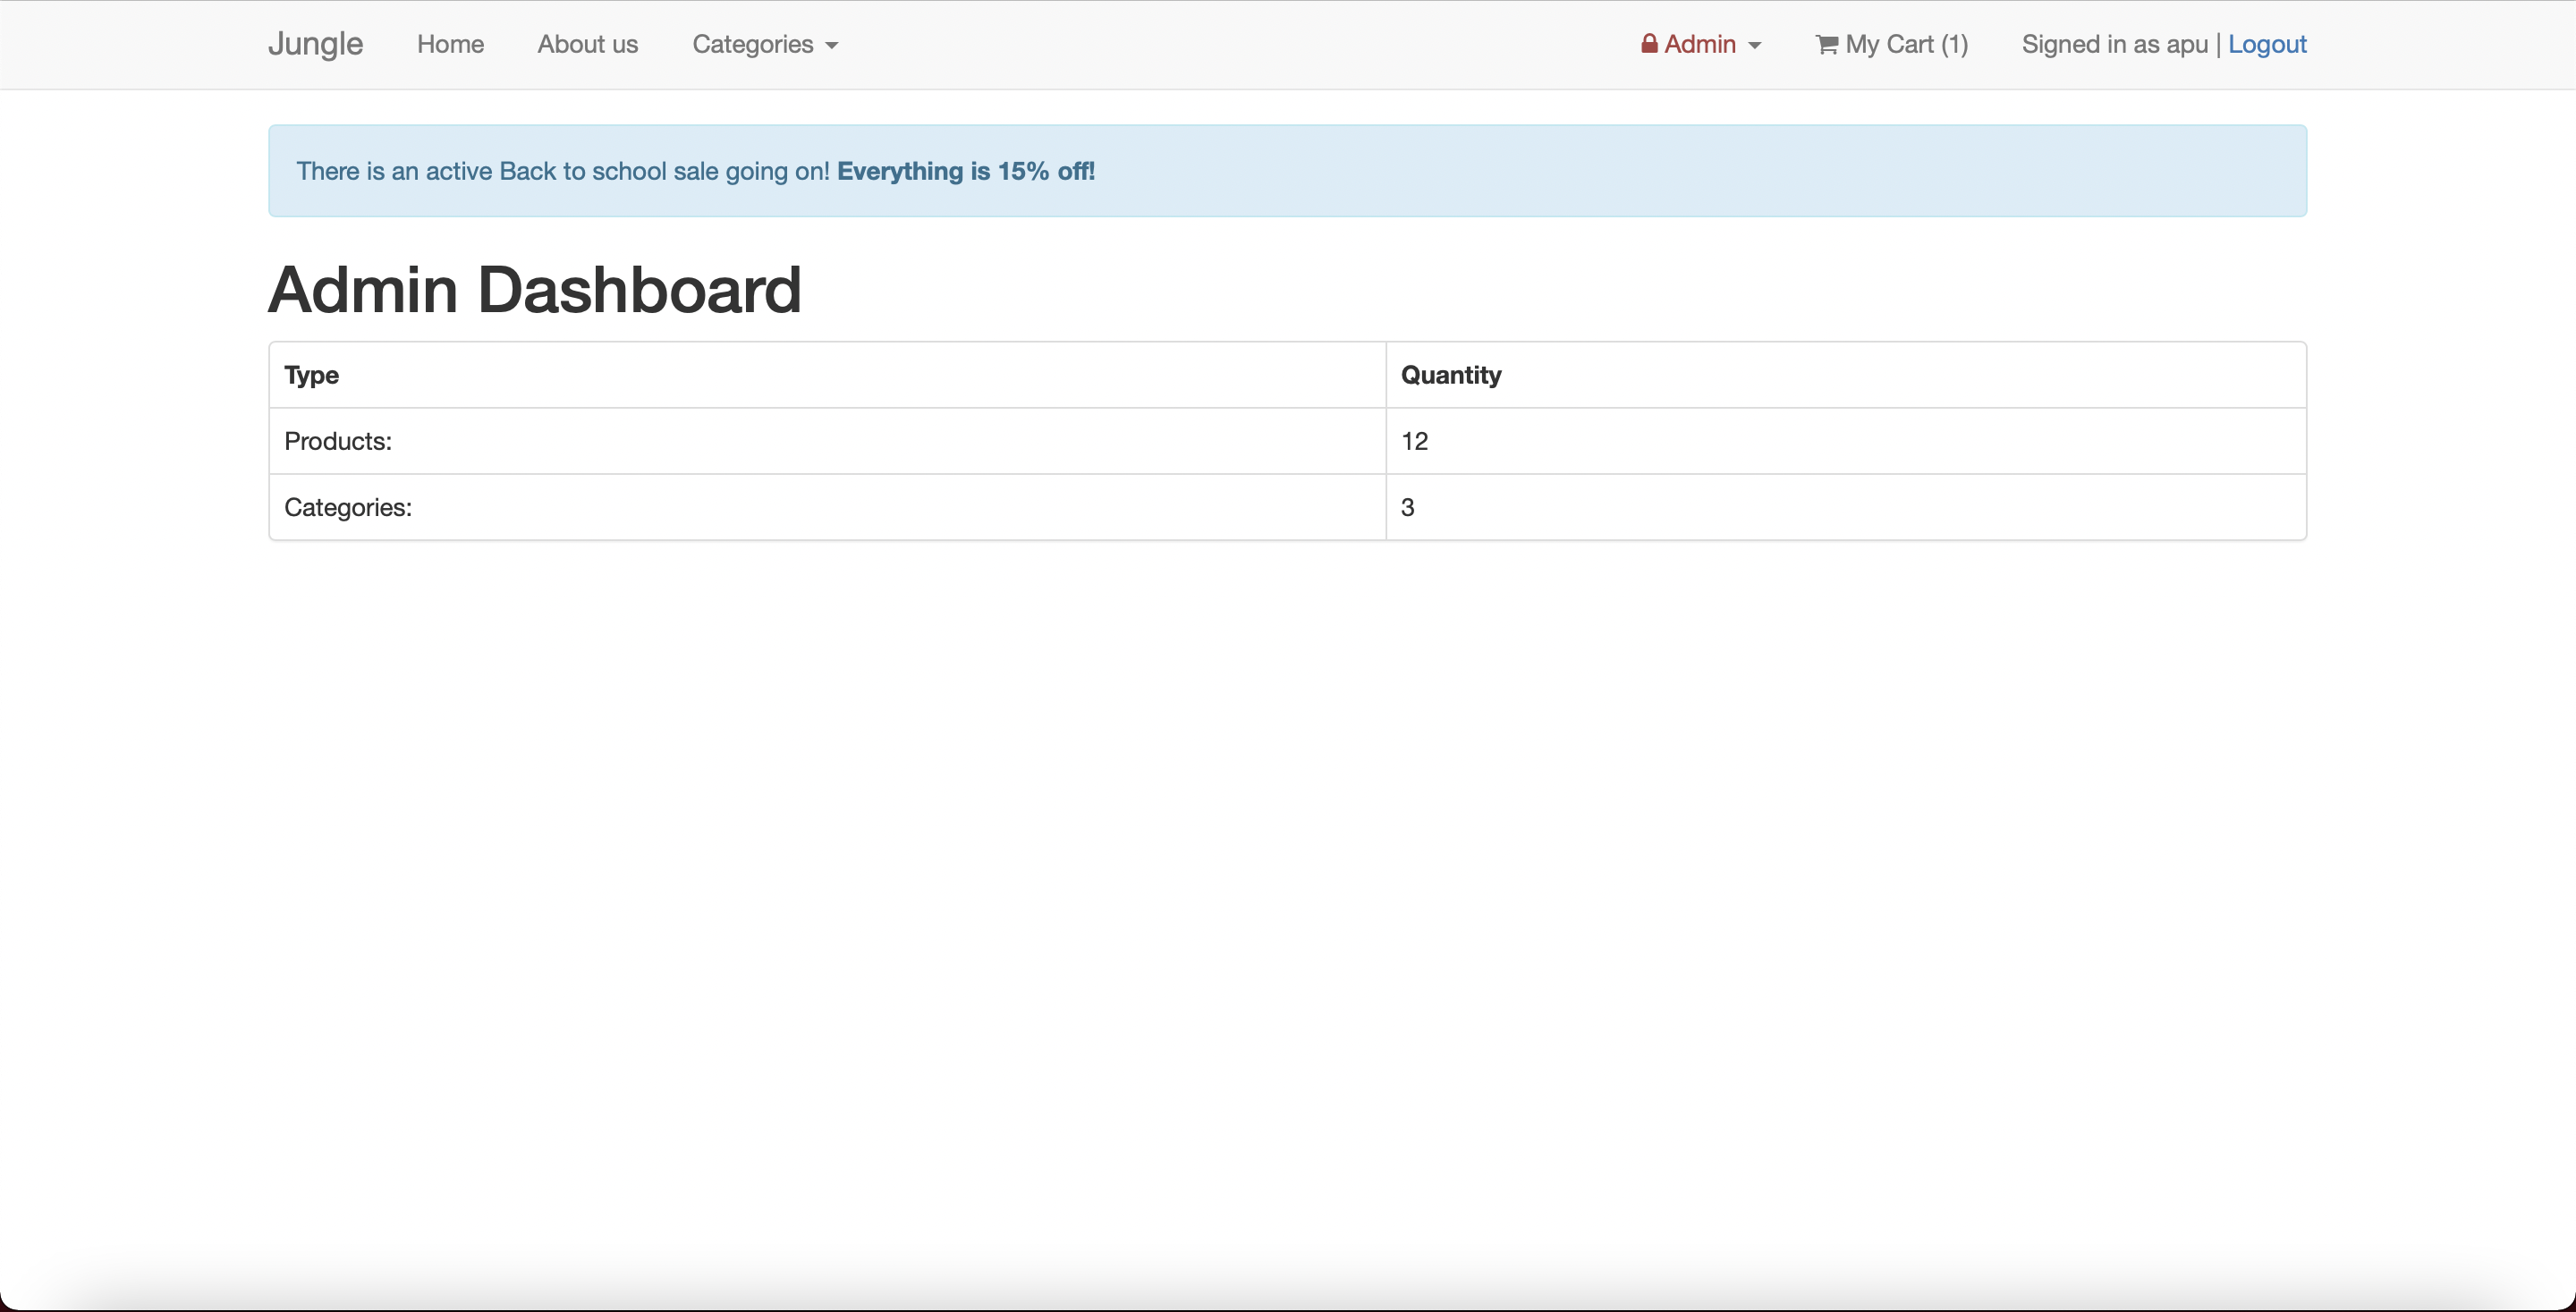 Jungle Home About us Categories Admin My Cart (1) Signed in as apu | Logout
There is an active Back to school sale going on! Everything is 15% off!
Admin Dashboard
Type Quantity
Products: 12
Categories: 3